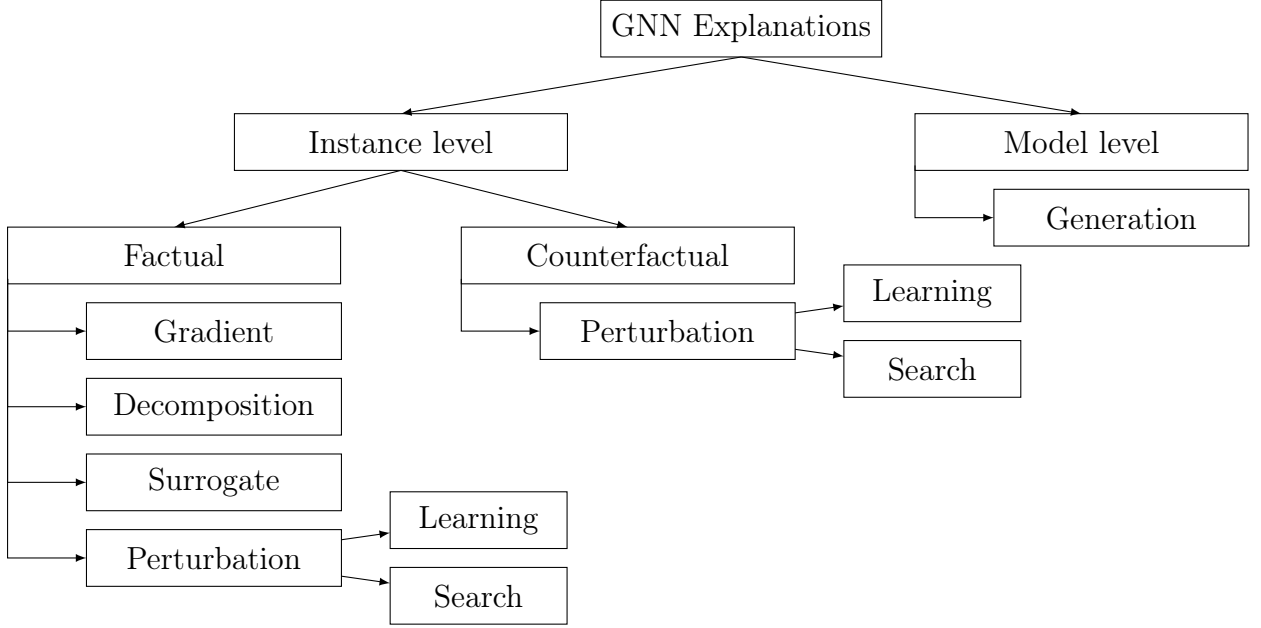 GNN Explanations
Instance level
Model level
Generation
Factual
Counterfactual
Learning
Gradient
Perturbation
Search
Decomposition
Surrogate
Learning
Perturbation
Search